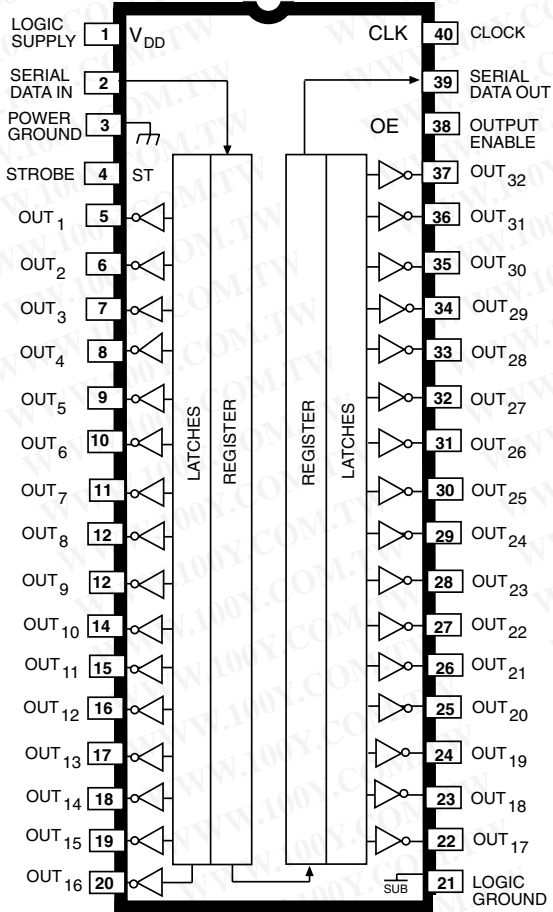 LOGIC
SUPPLY 1 VDD
SERIAL
DATA IN 2
POWER
GROUND 3
STROBE 4 ST
OUT1 5
OUT2 6
OUT3 7
OUT4 8
OUT5 9
OUT6 10
OUT7 11
OUT8 12
OUT9 12
OUT10 14
OUT11 15
OUT12 16
OUT13 17
OUT14 18
OUT15 19
OUT16 20
LATCHES
REGISTER
REGISTER
LATCHES
CLK 40 CLOCK
39 SERIAL
DATA OUT
OE 38 OUTPUT
ENABLE
37 OUT32
36 OUT31
35 OUT30
34 OUT29
33 OUT28
32 OUT27
31 OUT26
30 OUT25
29 OUT24
28 OUT23
27 OUT22
26 OUT21
25 OUT20
24 OUT19
23 OUT18
22 OUT17
SUB 21 LOGIC
GROUND
WWW.100Y.COM.TW